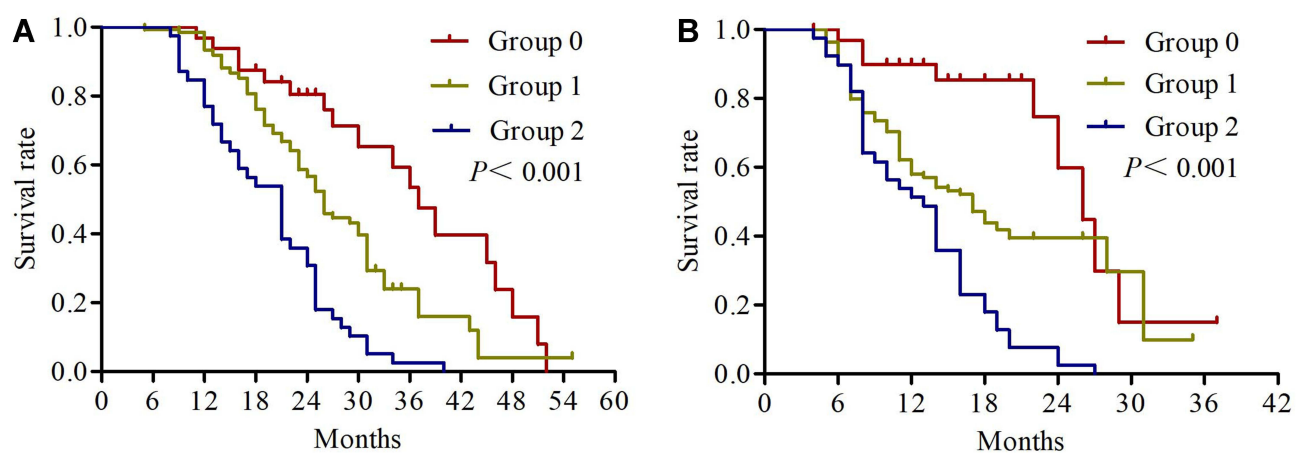 A
Survival rate
1.0
0.8
0.6
0.4
0.2
0.0
Group 0
Group 1
Group 2
P< 0.001
0 6 12 18 24 30 36 42 48 54 60
Months
B
Survival rate
1.0
0.8
0.6
0.4
0.2
0.0
Group 0
Group 1
Group 2
P< 0.001
0 6 12 18 24 30 36 42
Months